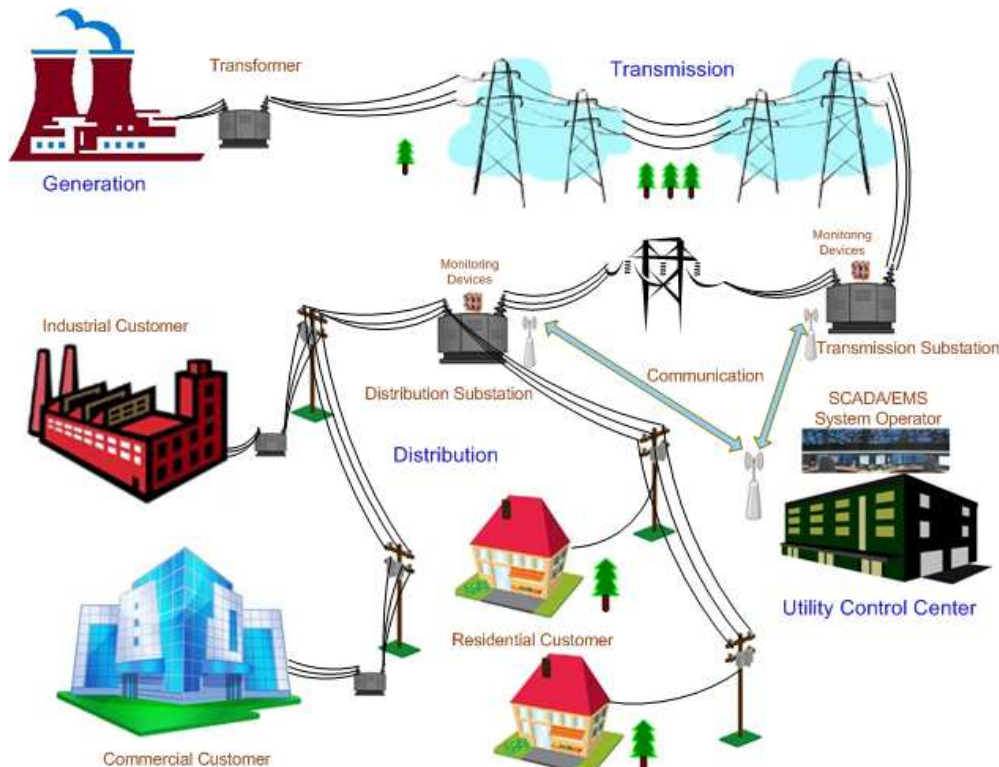 Transformer
Transmission
Generation
Monitoring
Devices
Monitoring
Devices
Industrial Customer
Transmission Substation
Communication
Distribution Substation
SCADA/EMS
System Operator
Distribution
Utility Control Center
Residential Customer
Commercial Customer